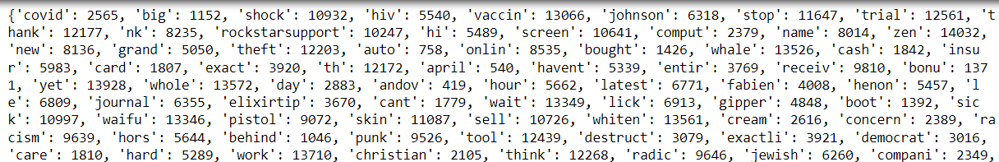 {'covid': 2565, 'big': 1152, 'shock': 10932, 'hiv': 5540, 'vaccin': 13066, 'johnson': 6318, 'stop': 11647, 'trial': 12561, 't
hank': 12177, 'nk': 8235, 'rockstarsupport': 10247, 'hi': 5489, 'screen': 10641, 'comput': 2379, 'name': 8014, 'zen': 14032,
'new': 8136, 'grand': 5050, 'theft': 12203, 'auto': 758, 'onlin': 8535, 'bought': 1426, 'whale': 13526, 'cash': 1842, 'insu
r': 5983, 'card': 1807, 'exact': 3920, 'th': 12172, 'april': 540, 'havent': 5339, 'entir': 3769, 'receiv': 9810, 'bonu': 137
1, 'yet': 13928, 'whole': 13572, 'day': 2883, 'andov': 419, 'hour': 5662, 'latest': 6771, 'fabien': 4008, 'henon': 5457, 'l
e': 6809, 'journal': 6355, 'elixirtip': 3670, 'cant': 1779, 'wait': 13349, 'lick': 6913, 'gipper': 4848, 'boot': 1392, 'sic
k': 10997, 'waifu': 13346, 'pistol': 9072, 'skin': 11087, 'sell': 10726, 'whiten': 13561, 'cream': 2616, 'concern': 2389, 'ra
cism': 9639, 'hors': 5644, 'behind': 1046, 'punk': 9526, 'tool': 12439, 'destruct': 3079, 'exactli': 3921, 'democrat': 3016,
'care': 1810, 'hard': 5289, 'work': 13710, 'christian': 2105, 'think': 12268, 'radic': 9646, 'jewish': 6260, 'compani': 2349,